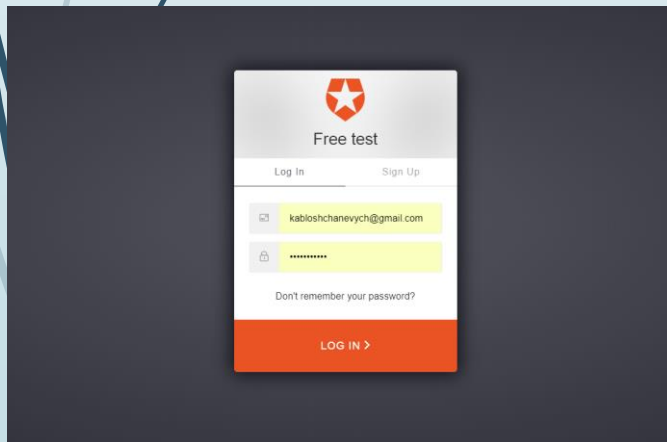 Free test
Log In Sign Up
kabloshchanevych@gmail.com
•••••••••••
Don't remember your password?
LOG IN >